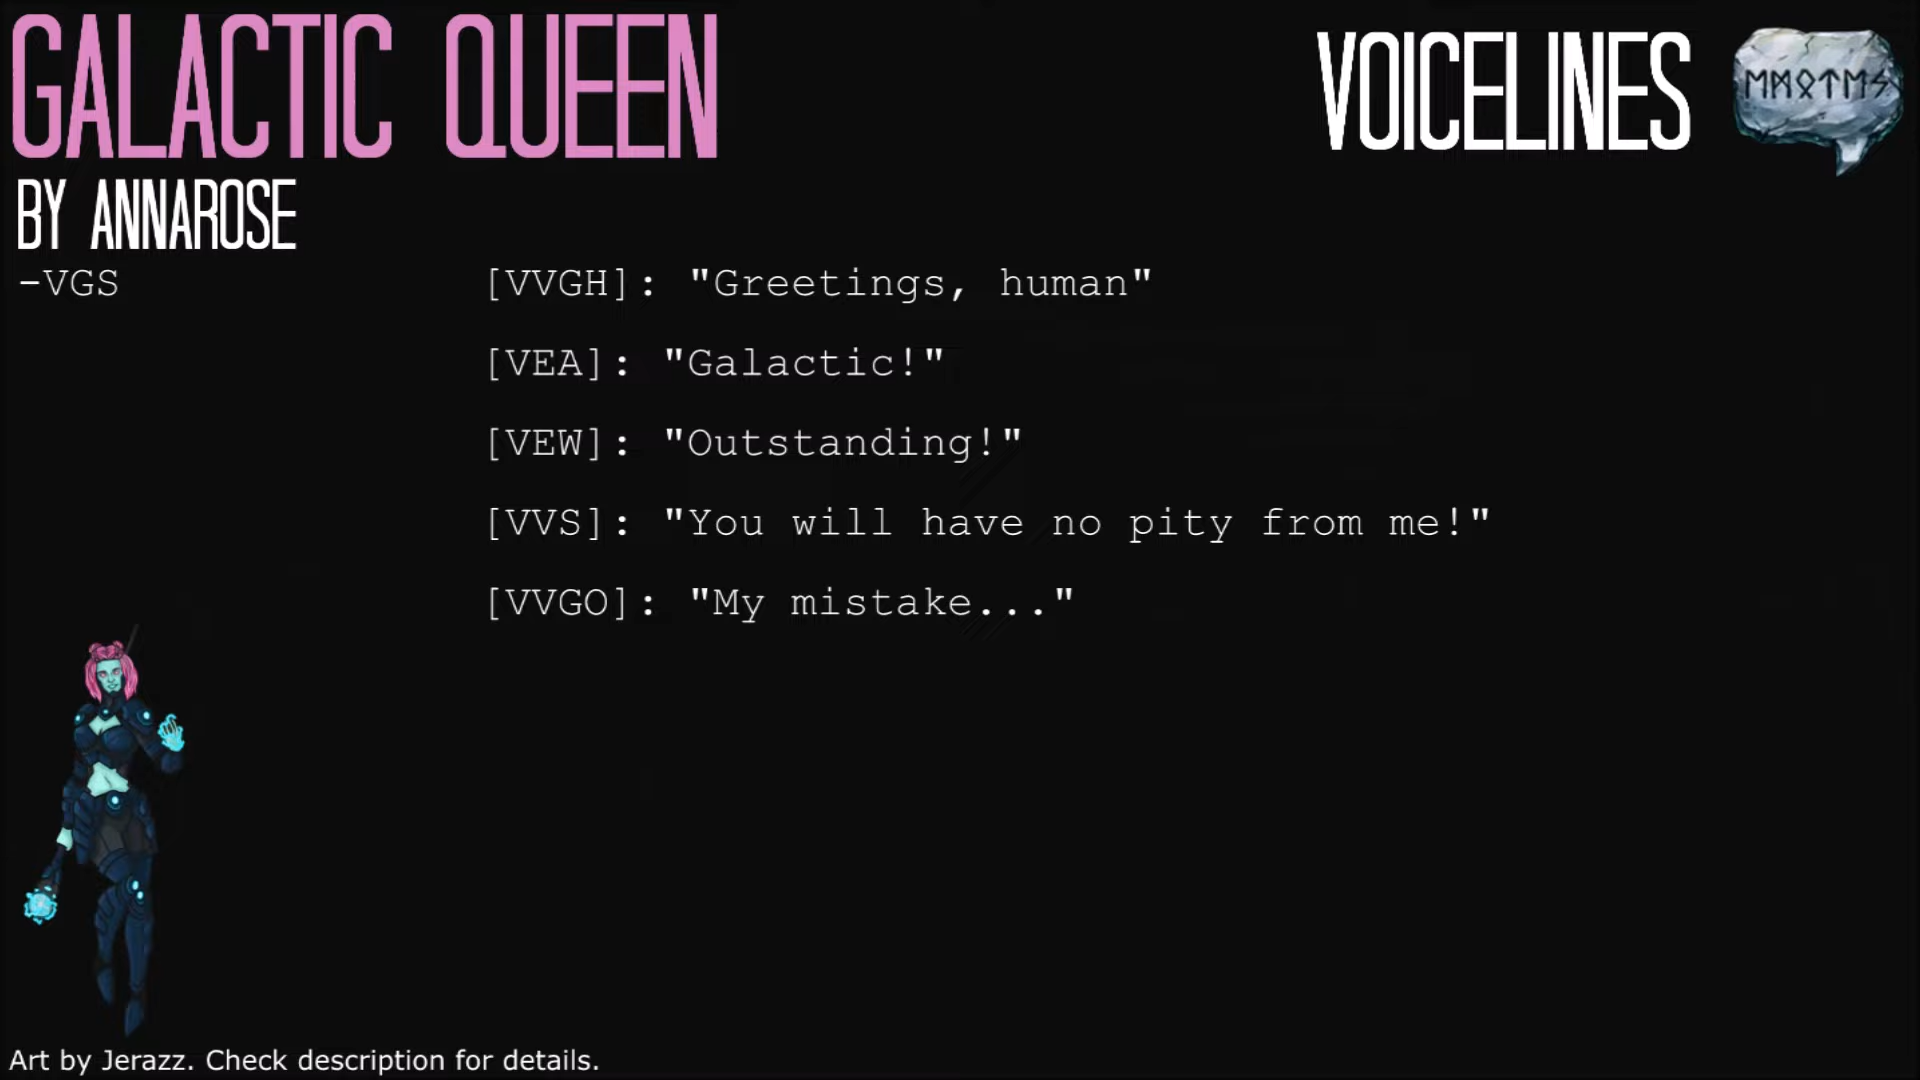 GALACTIC QUEEN
VOICELINES
ᛖᛗᛟᛏᛖᛊ
BY ANNAROSE
-VGS
[VVGH]: "Greetings, human"
[VEA]: "Galactic!"
[VEW]: "Outstanding!"
[VVS]: "You will have no pity from me!"
[VVGO]: "My mistake..."
Art by Jerazz. Check description for details.